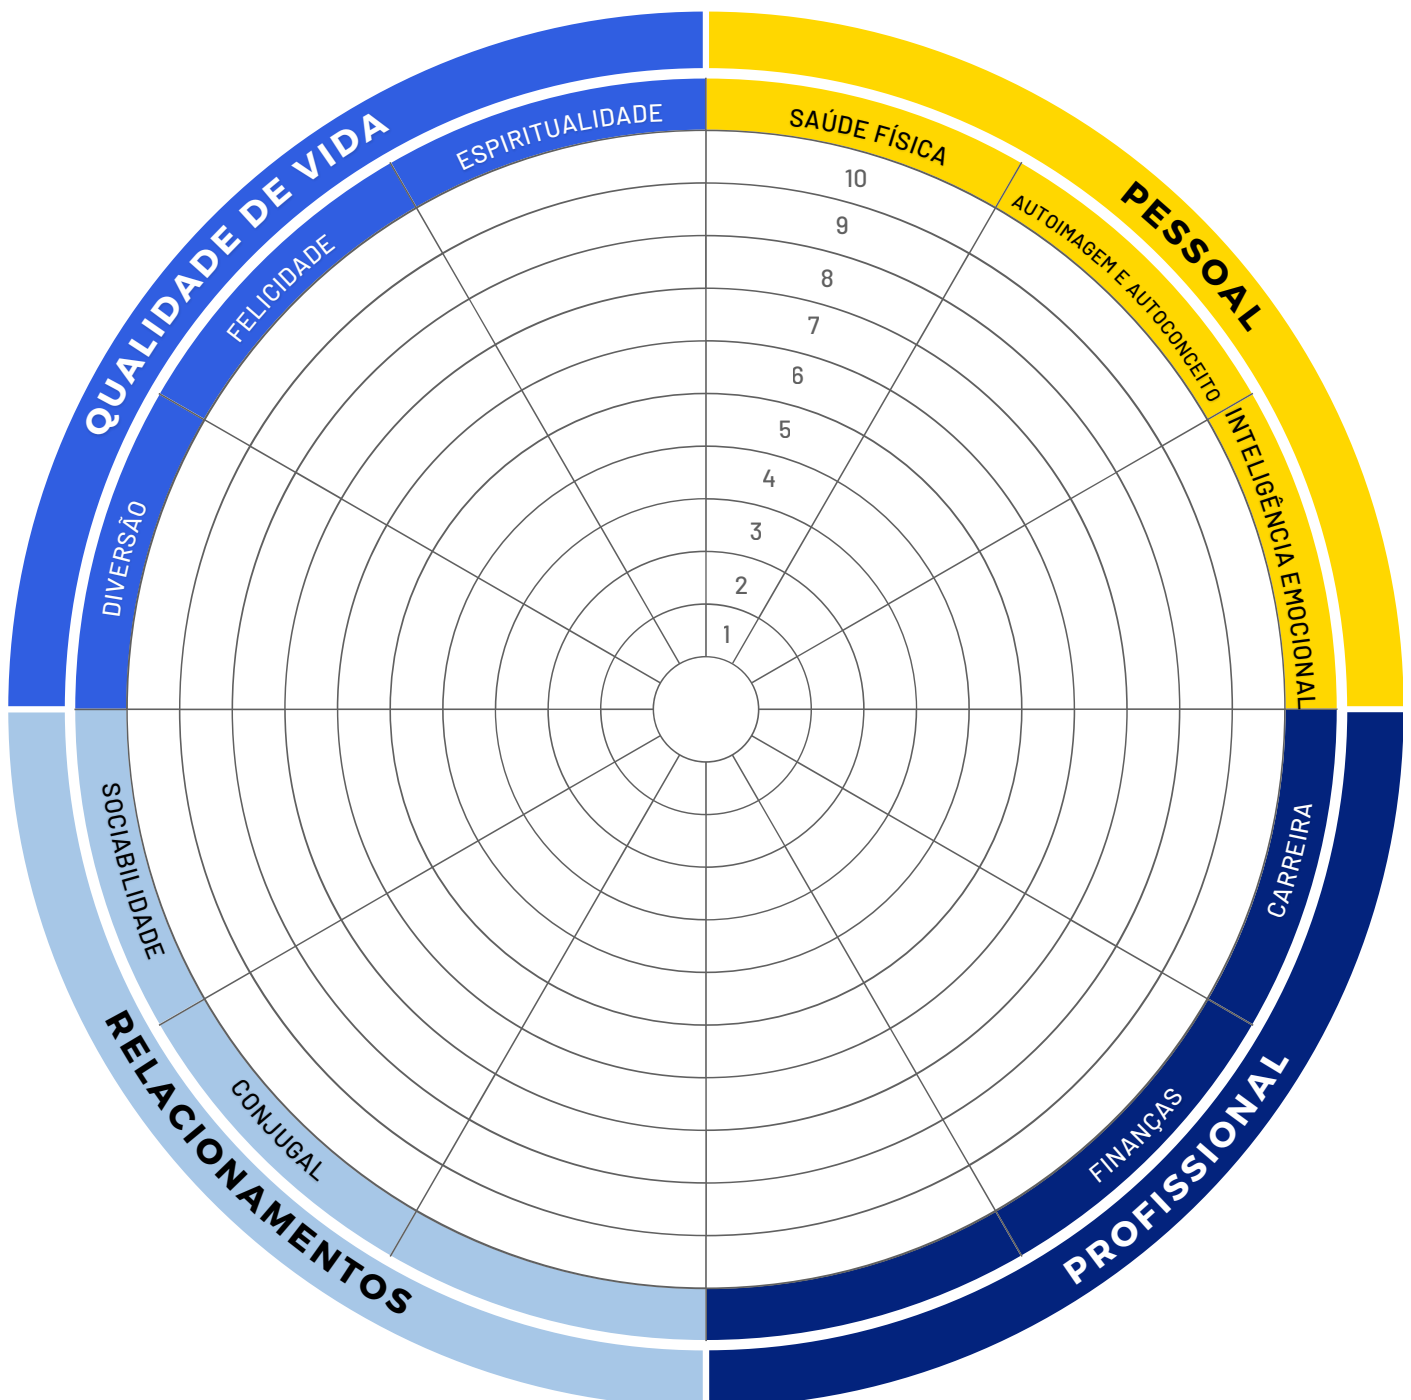 QUALIDADE DE VIDA
PESSOAL
ESPIRITUALIDADE
SAÚDE FÍSICA
FELICIDADE
AUTOIMAGEM E AUTOCONCEITO
DIVERSÃO
INTELIGÊNCIA EMOCIONAL
10
9
8
7
6
5
4
3
2
1
SOCIABILIDADE
CARREIRA
CONJUGAL
FINANÇAS
RELACIONAMENTOS
PROFISSIONAL